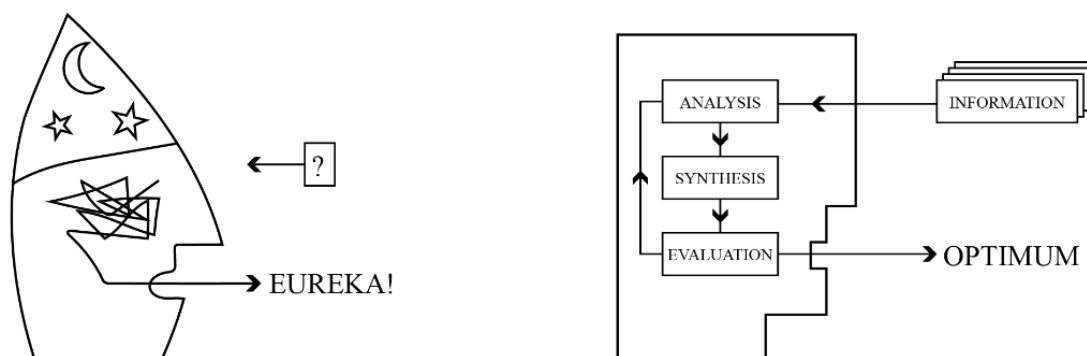 ?
EUREKA!
ANALYSIS
INFORMATION
SYNTHESIS
EVALUATION
OPTIMUM